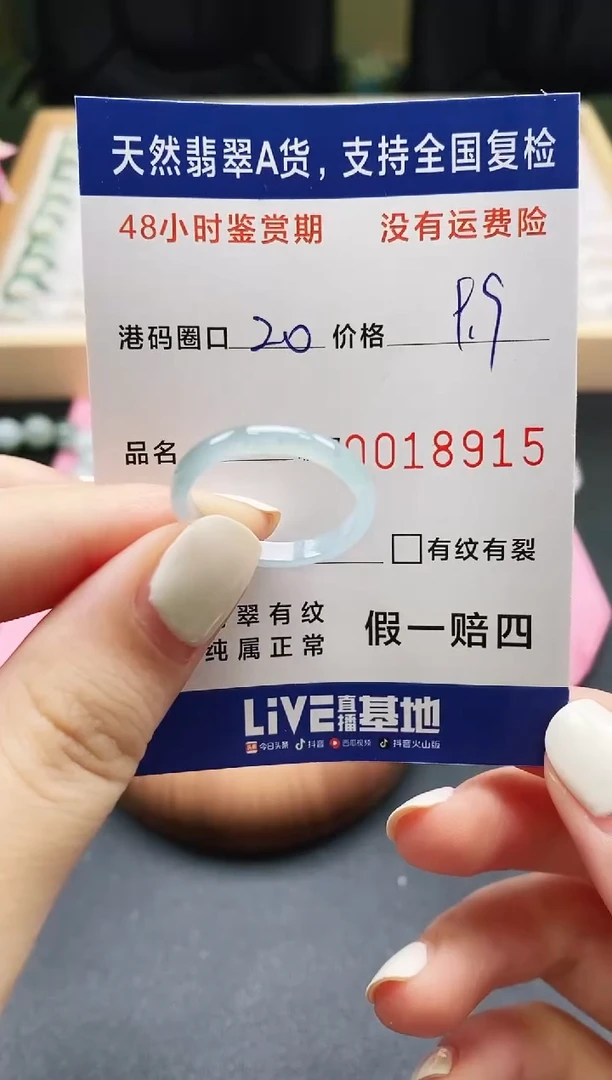 天然翡翠A货，支持全国复检
48小时鉴赏期 没有运费险
港码圈口 20 价格 P.9
品名 0018915
□有纹有裂
翠有纹 假一赔四
纯属正常
LIVE直播基地
今日头条 抖音 西瓜视频 抖音火山版